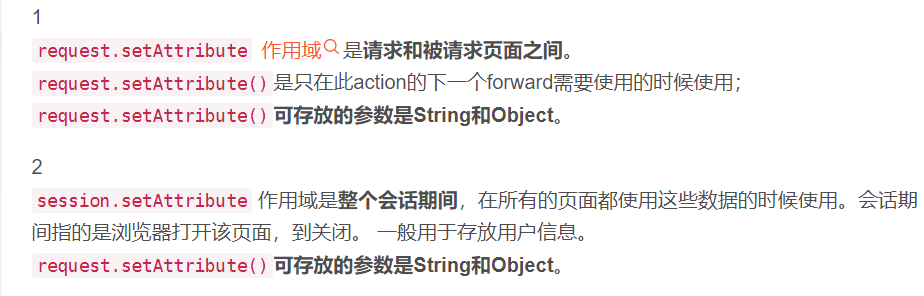 1
request.setAttribute 作用域是请求和被请求页面之间。
request.setAttribute()是只在此action的下一个forward需要使用的时候使用；
request.setAttribute()可存放的参数是String和Object。
2
session.setAttribute 作用域是整个会话期间，在所有的页面都使用这些数据的时候使用。会话期
间指的是浏览器打开该页面，到关闭。 一般用于存放用户信息。
request.setAttribute()可存放的参数是String和Object。